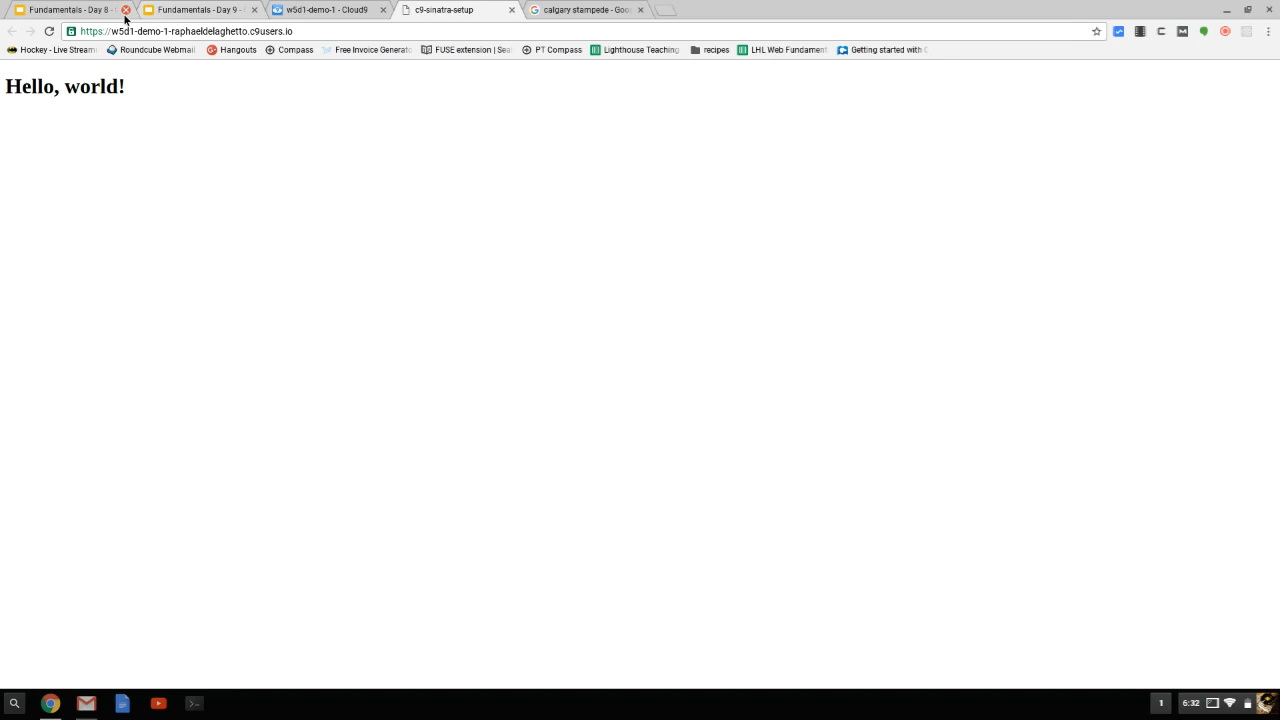 Fundamentals - Day 8 -
Fundamentals - Day 9 -
w5d1-demo-1 - Cloud9
c9-sinatra-setup
calgary stampede - Goo
https://w5d1-demo-1-raphaeldelaghetto.c9users.io
Hockey - Live Stream
Roundcube Webmail
Hangouts
Compass
Free Invoice Generato
FUSE extension | Sea
PT Compass
Lighthouse Teaching
recipes
LHL Web Fundament
Getting started with
Hello, world!
1
6:32